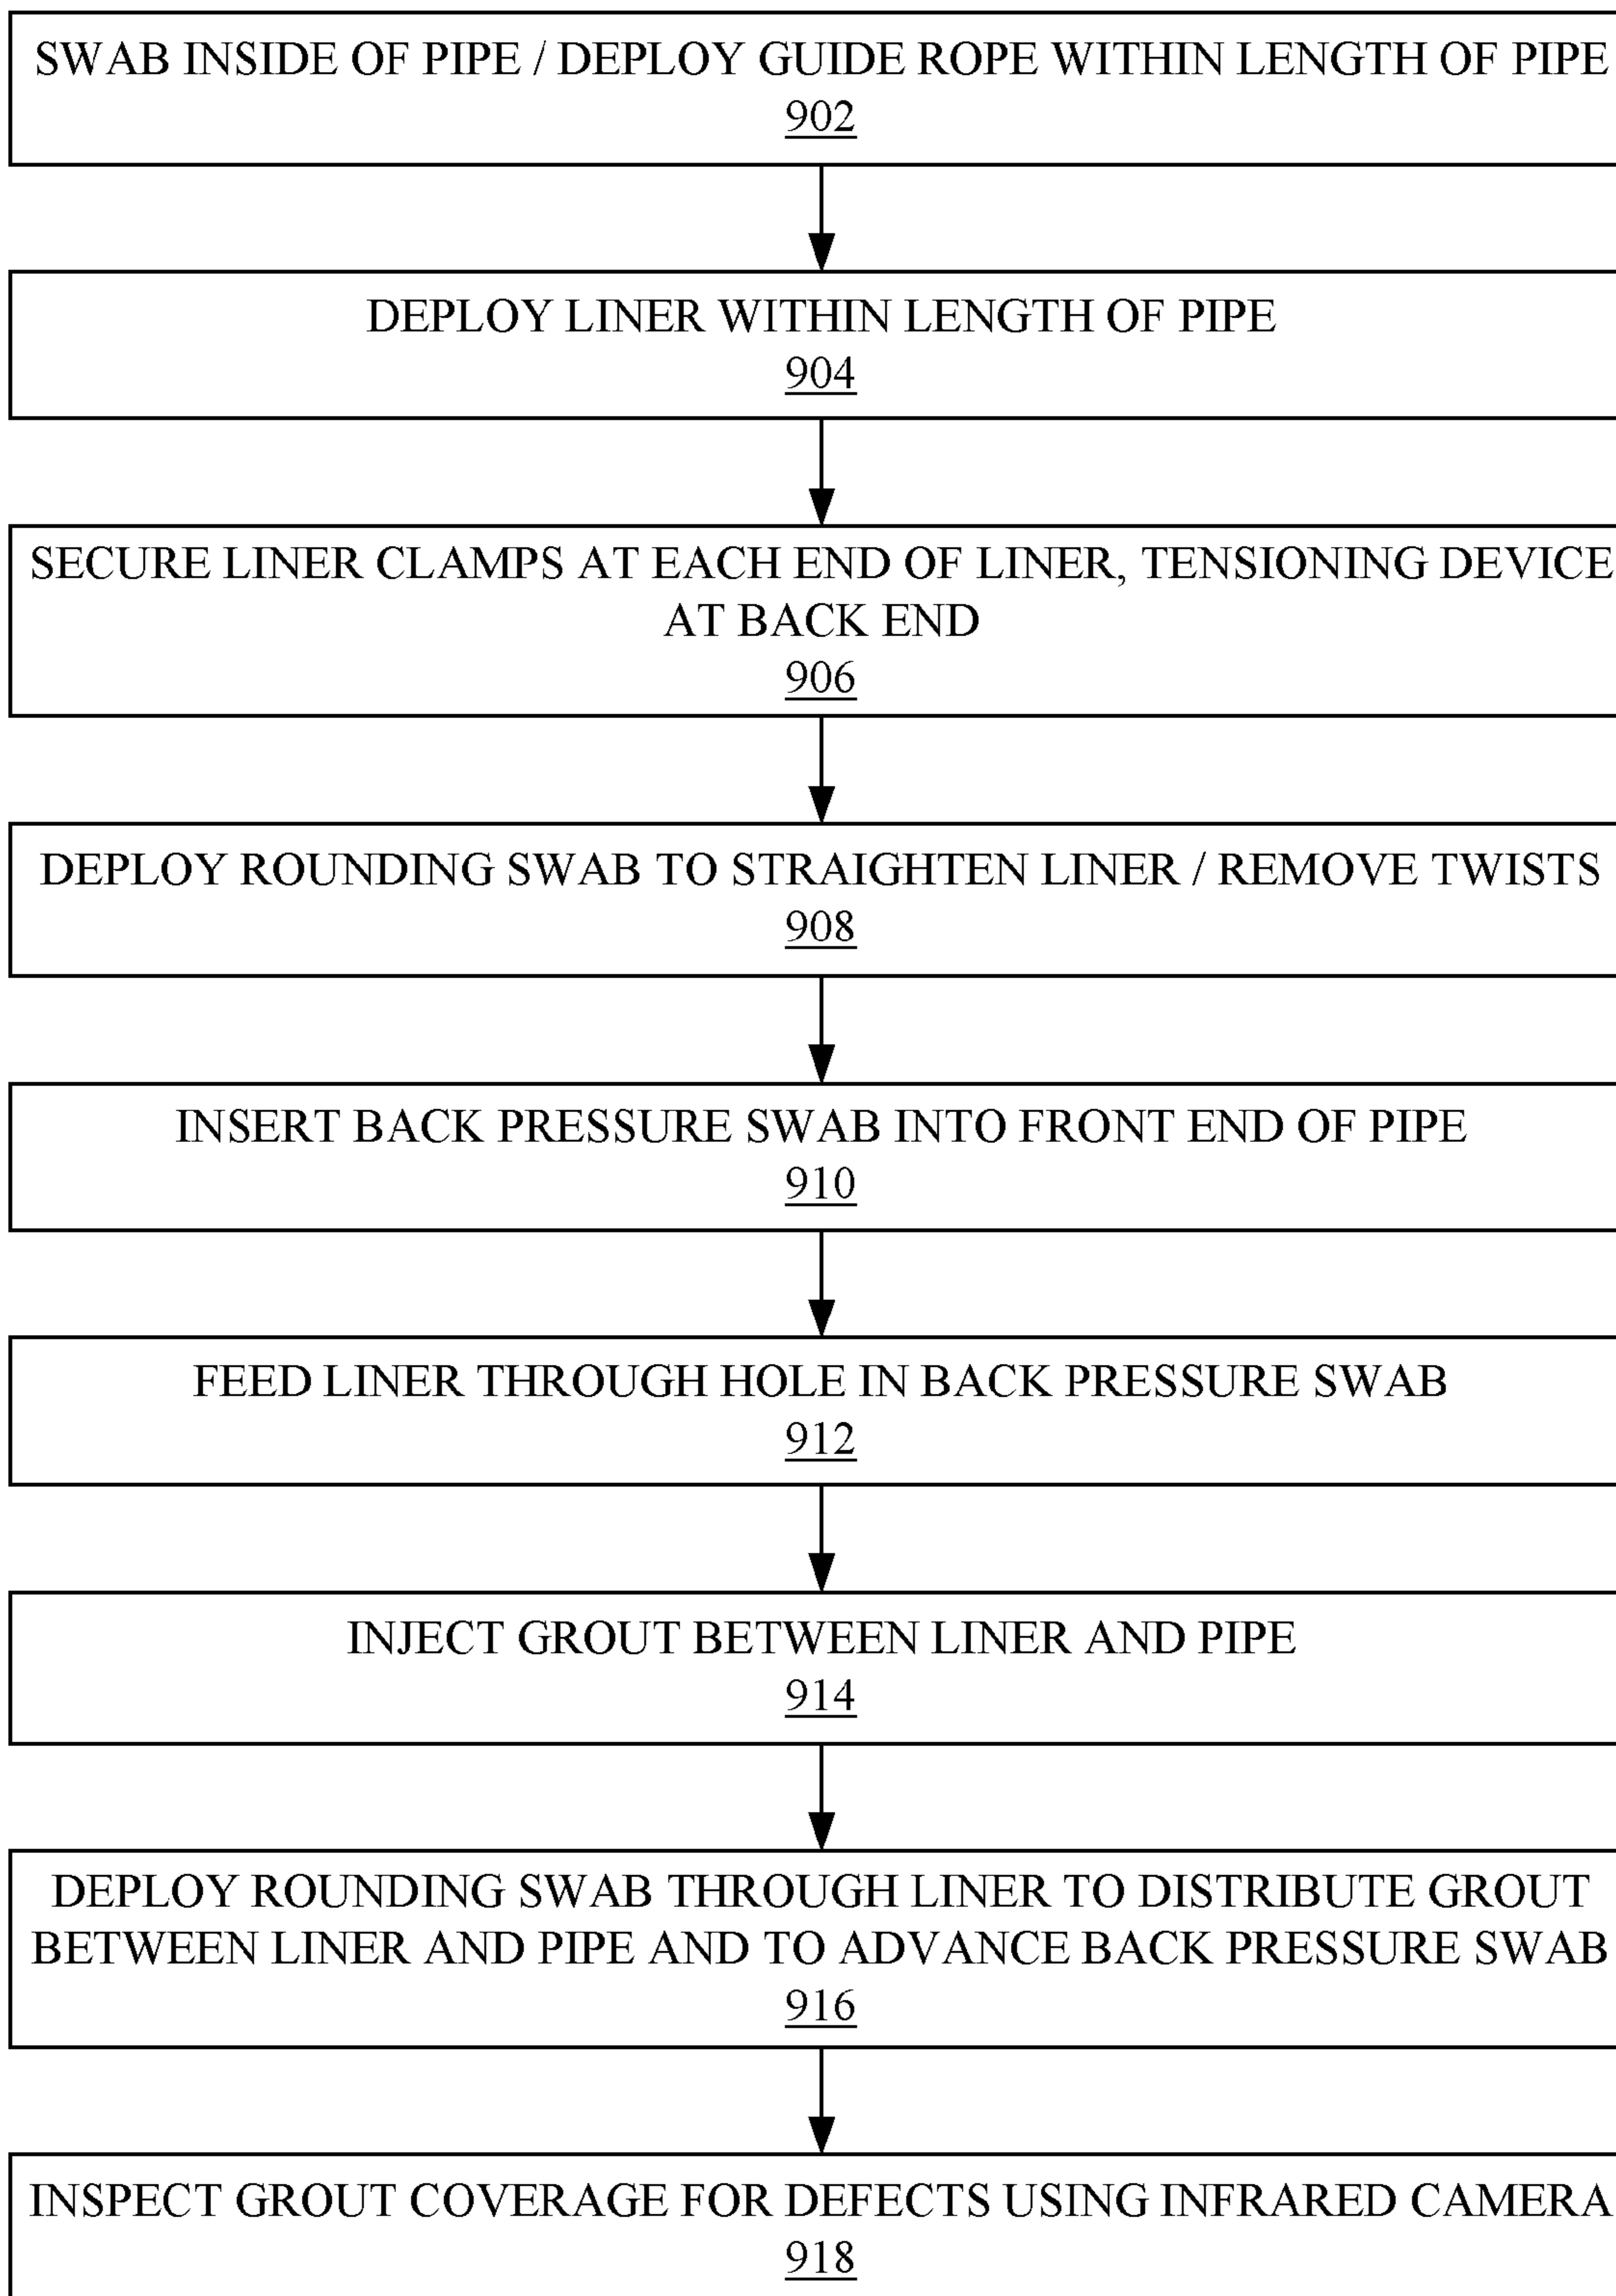 SWAB INSIDE OF PIPE / DEPLOY GUIDE ROPE WITHIN LENGTH OF PIPE
902
DEPLOY LINER WITHIN LENGTH OF PIPE
904
SECURE LINER CLAMPS AT EACH END OF LINER, TENSIONING DEVICE
AT BACK END
906
DEPLOY ROUNDING SWAB TO STRAIGHTEN LINER / REMOVE TWISTS
908
INSERT BACK PRESSURE SWAB INTO FRONT END OF PIPE
910
FEED LINER THROUGH HOLE IN BACK PRESSURE SWAB
912
INJECT GROUT BETWEEN LINER AND PIPE
914
DEPLOY ROUNDING SWAB THROUGH LINER TO DISTRIBUTE GROUT
BETWEEN LINER AND PIPE AND TO ADVANCE BACK PRESSURE SWAB
916
INSPECT GROUT COVERAGE FOR DEFECTS USING INFRARED CAMERA
918